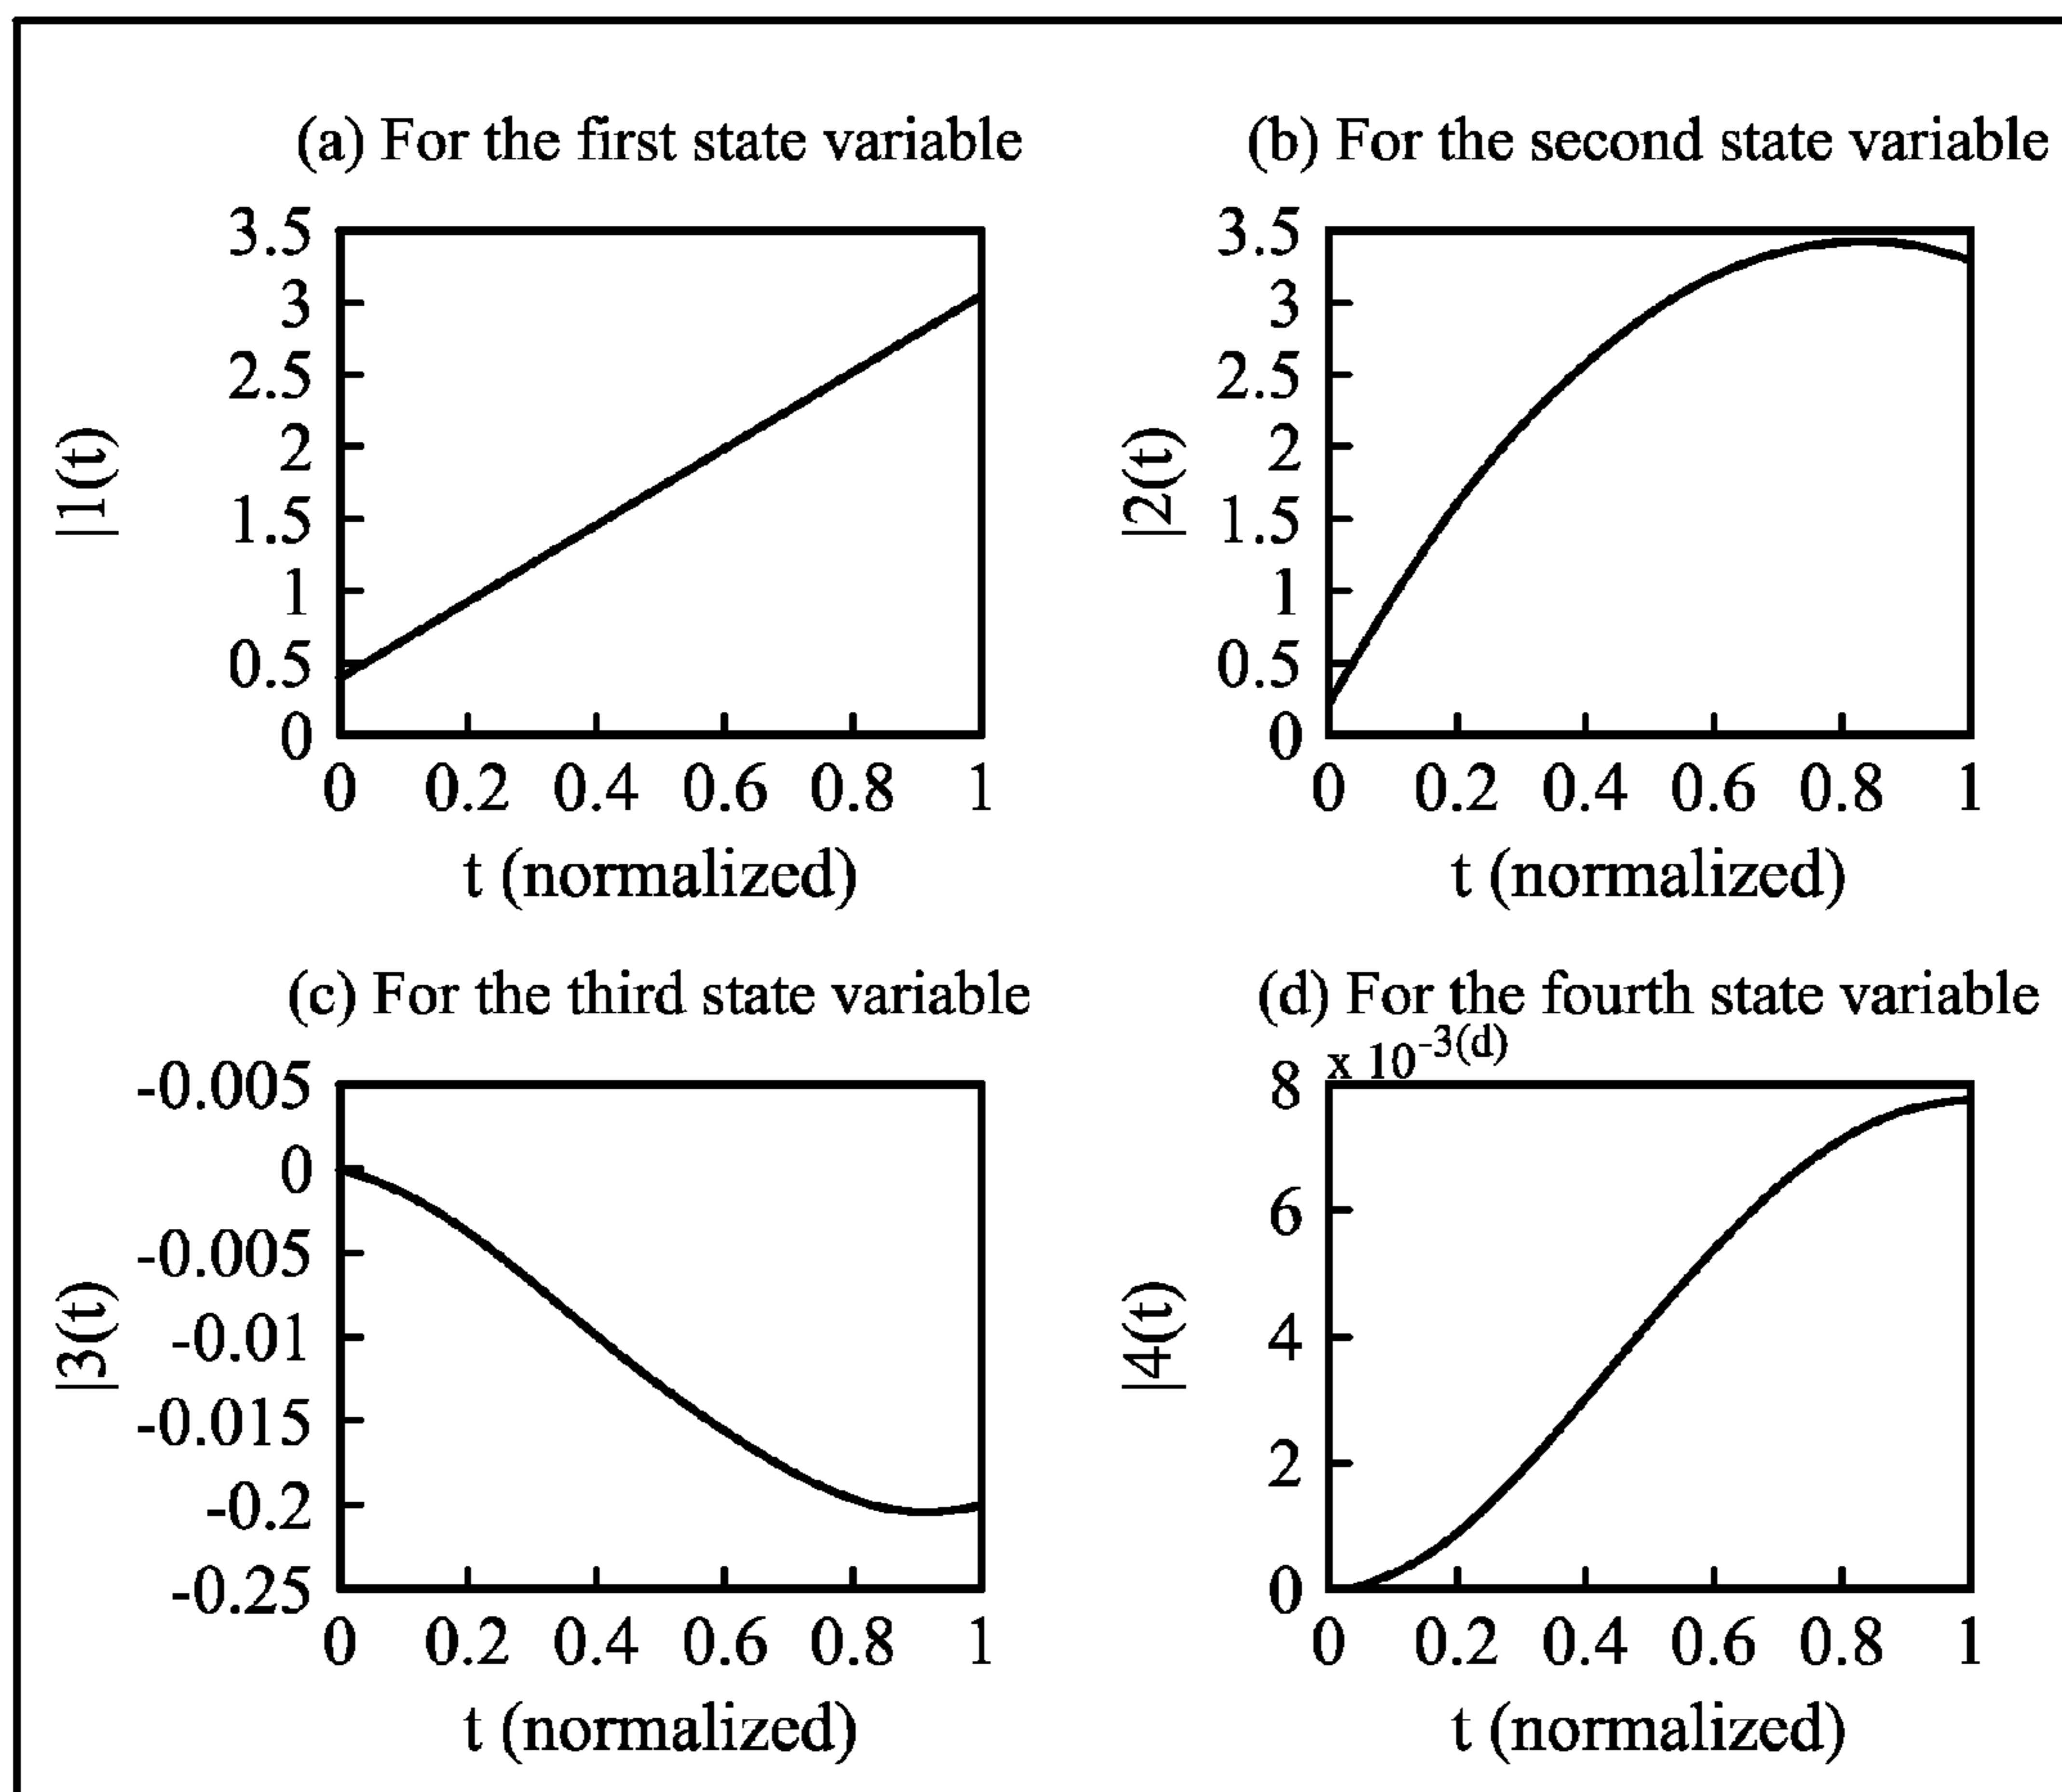 (a) For the first state variable
3.5
3
2.5
2
1.5
1
0.5
0
|1(t)
0 0.2 0.4 0.6 0.8 1
t (normalized)
(b) For the second state variable
3.5
3
2.5
2
1.5
1
0.5
0
|2(t)
0 0.2 0.4 0.6 0.8 1
t (normalized)
(c) For the third state variable
-0.005
0
-0.005
-0.01
-0.015
-0.2
-0.25
|3(t)
0 0.2 0.4 0.6 0.8 1
t (normalized)
(d) For the fourth state variable
x 10-3(d)
8
6
4
2
0
|4(t)
0 0.2 0.4 0.6 0.8 1
t (normalized)